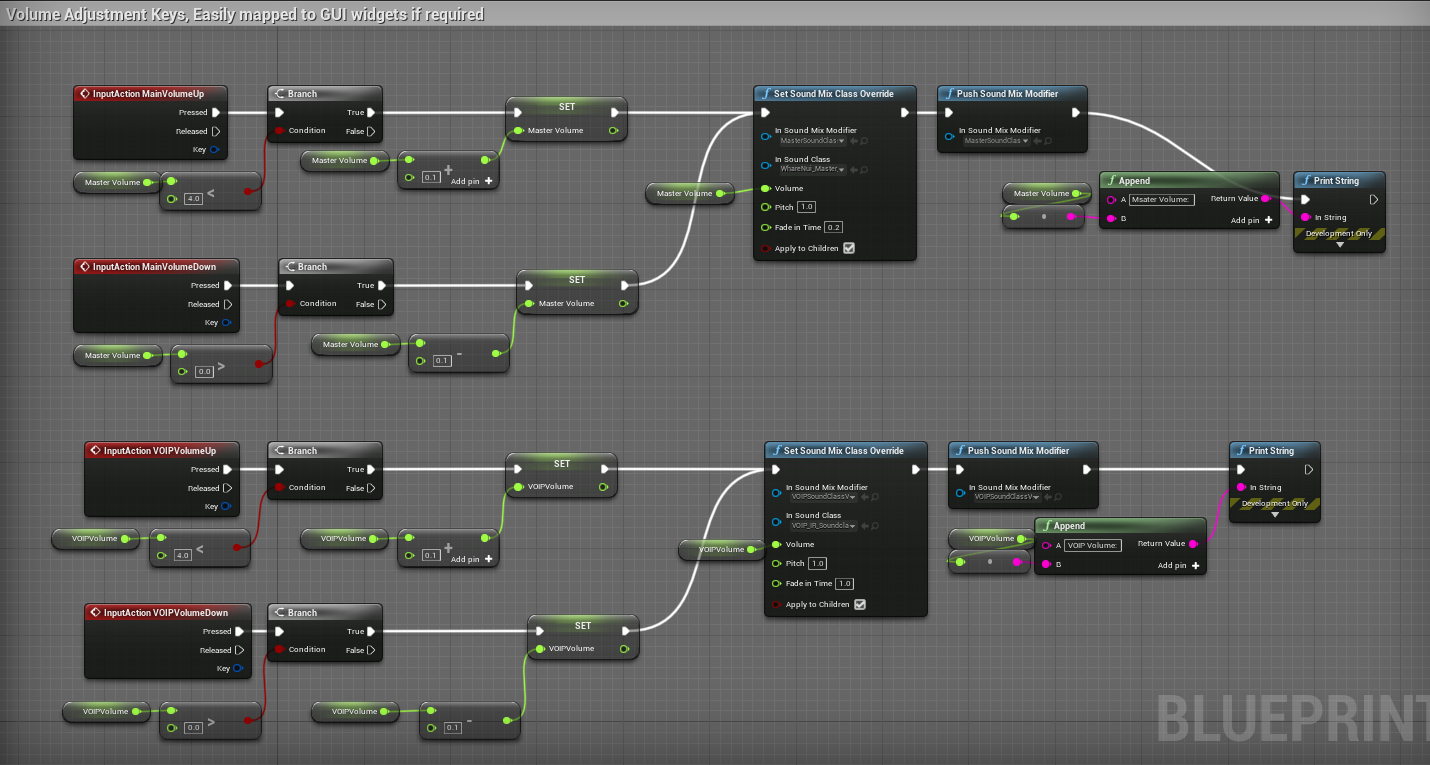 Volume Adjustment Keys, Easily mapped to GUI widgets if required
InputAction MainVolumeUp
Pressed
Released
Key
Branch
True
Condition
False
Master Volume
4.0
<
Master Volume
0.1
+
Add pin +
SET
Master Volume
Master Volume
Set Sound Mix Class Override
In Sound Mix Modifier
MasterSoundClas
In Sound Class
WhareNui_Master
Volume
Pitch
1.0
Fade in Time
0.2
Apply to Children
Push Sound Mix Modifier
In Sound Mix Modifier
MasterSoundClas
Master Volume
Append
A
Msater Volume:
Return Value
B
Add pin +
Print String
In String
Development Only
InputAction MainVolumeDown
Pressed
Released
Key
Branch
True
Condition
False
Master Volume
0.0
>
Master Volume
0.1
-
SET
Master Volume
InputAction VOIPVolumeUp
Pressed
Released
Key
Branch
True
Condition
False
VOIPVolume
4.0
<
VOIPVolume
0.1
+
Add pin +
SET
VOIPVolume
VOIPVolume
Set Sound Mix Class Override
In Sound Mix Modifier
VOIPSoundClassV
In Sound Class
VOIP_IR_Soundcla
Volume
Pitch
1.0
Fade in Time
1.0
Apply to Children
Push Sound Mix Modifier
In Sound Mix Modifier
VOIPSoundClassV
VOIPVolume
Append
A
VOIP Volume:
Return Value
B
Add pin +
Print String
In String
Development Only
InputAction VOIPVolumeDown
Pressed
Released
Key
Branch
True
Condition
False
VOIPVolume
0.0
>
VOIPVolume
0.1
-
SET
VOIPVolume
BLUEPRINT